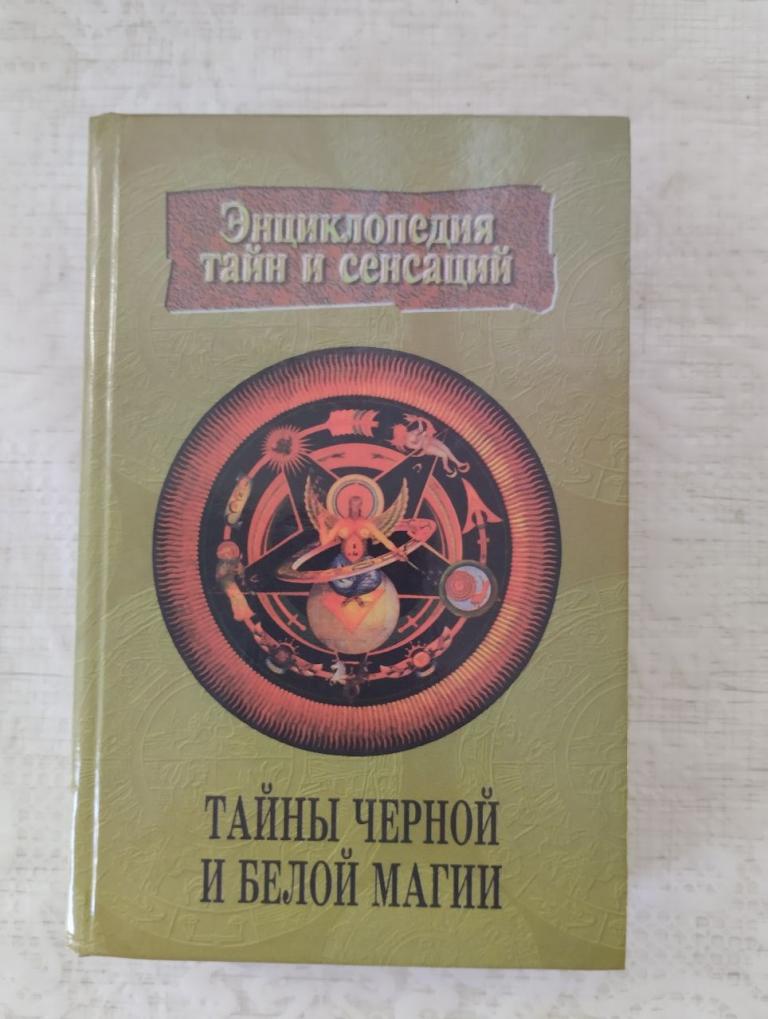 Энциклопедия
тайн и сенсаций
ТАЙНЫ ЧЕРНОЙ
И БЕЛОЙ МАГИИ